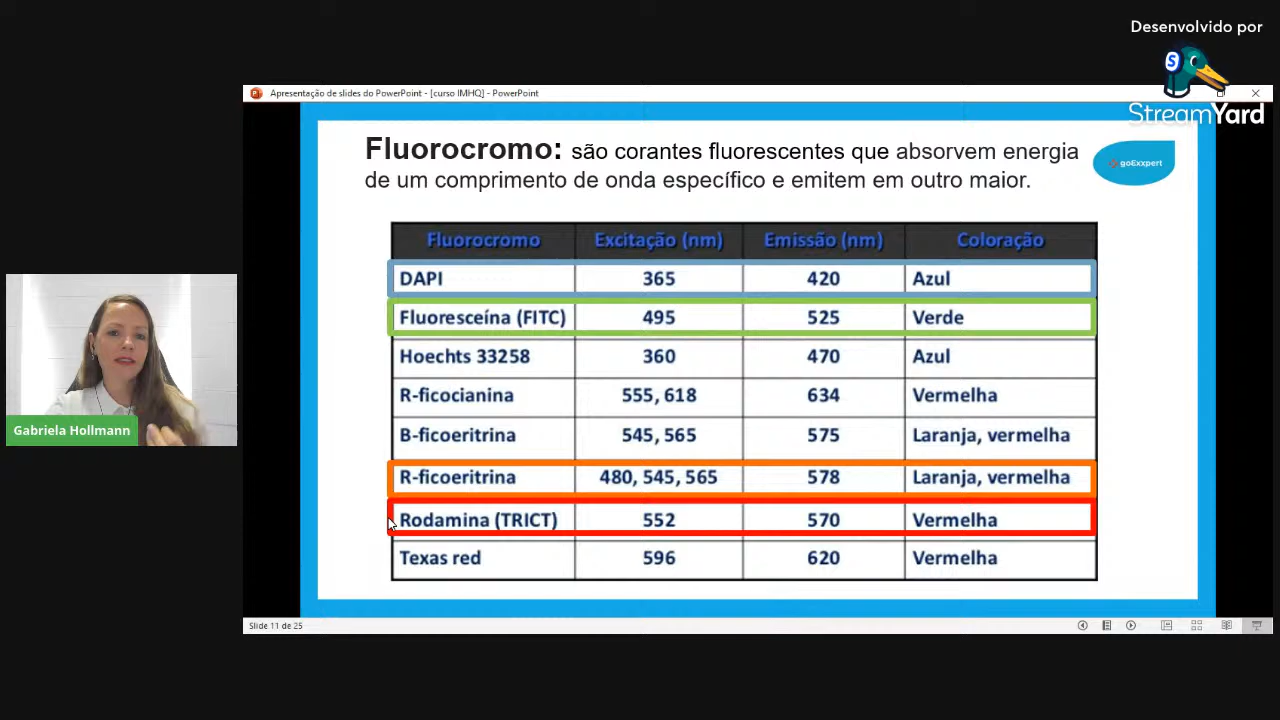 Desenvolvido por
StreamYard
Apresentação de slides do PowerPoint - [curso IMHQ] - PowerPoint
Fluorocromo: são corantes fluorescentes que absorvem energia
de um comprimento de onda específico e emitem em outro maior.
goExxpert
Fluorocromo Excitação (nm) Emissão (nm) Coloração
DAPI 365 420 Azul
Fluoresceína (FITC) 495 525 Verde
Hoechts 33258 360 470 Azul
R-ficocianina 555, 618 634 Vermelha
B-ficoeritrina 545, 565 575 Laranja, vermelha
R-ficoeritrina 480, 545, 565 578 Laranja, vermelha
Rodamina (TRICT) 552 570 Vermelha
Texas red 596 620 Vermelha
Gabriela Hollmann
Slide 11 de 25